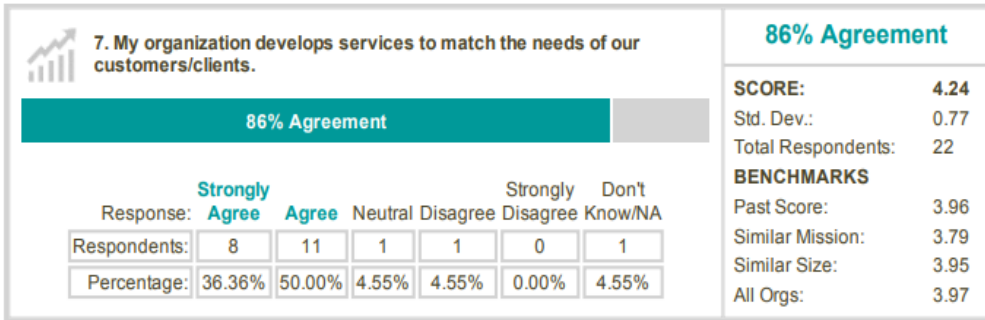 7. My organization develops services to match the needs of our
customers/clients.
86% Agreement
Response: Strongly Agree Agree Neutral Disagree Strongly Disagree Don't Know/NA
Respondents: 8 11 1 1 0 1
Percentage: 36.36% 50.00% 4.55% 4.55% 0.00% 4.55%
86% Agreement
SCORE: 4.24
Std. Dev.: 0.77
Total Respondents: 22
BENCHMARKS
Past Score: 3.96
Similar Mission: 3.79
Similar Size: 3.95
All Orgs: 3.97